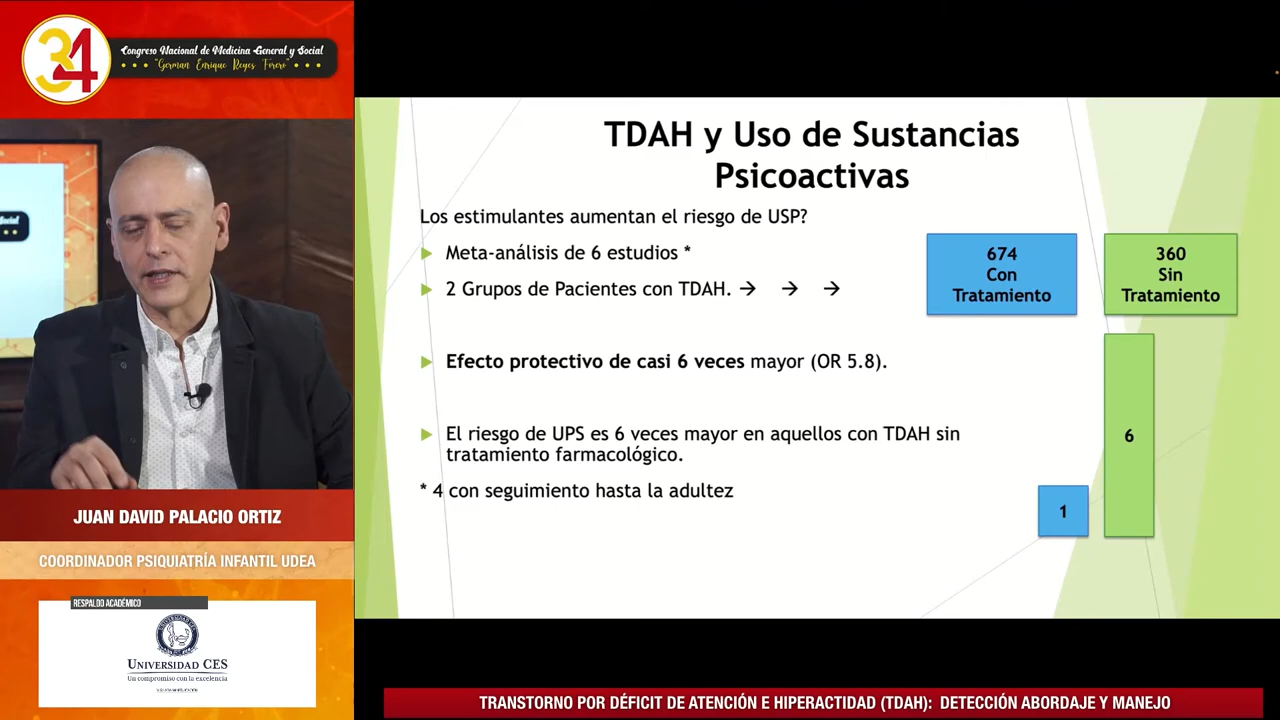 34
Congreso Nacional de Medicina General y Social
"German Enrique Reyes Forero"
Social
TDAH y Uso de Sustancias
Psicoactivas
Los estimulantes aumentan el riesgo de USP?
Meta-análisis de 6 estudios *
2 Grupos de Pacientes con TDAH. → → →
674
Con
Tratamiento
360
Sin
Tratamiento
Efecto protectivo de casi 6 veces mayor (OR 5.8).
El riesgo de UPS es 6 veces mayor en aquellos con TDAH sin
tratamiento farmacológico.
* 4 con seguimiento hasta la adultez
1
6
JUAN DAVID PALACIO ORTIZ
COORDINADOR PSIQUIATRÍA INFANTIL UDEA
RESPALDO ACADÉMICO
UNIVERSIDAD CES
Un compromiso con la excelencia
TRANSTORNO POR DÉFICIT DE ATENCIÓN E HIPERACTIDAD (TDAH): DETECCIÓN ABORDAJE Y MANEJO